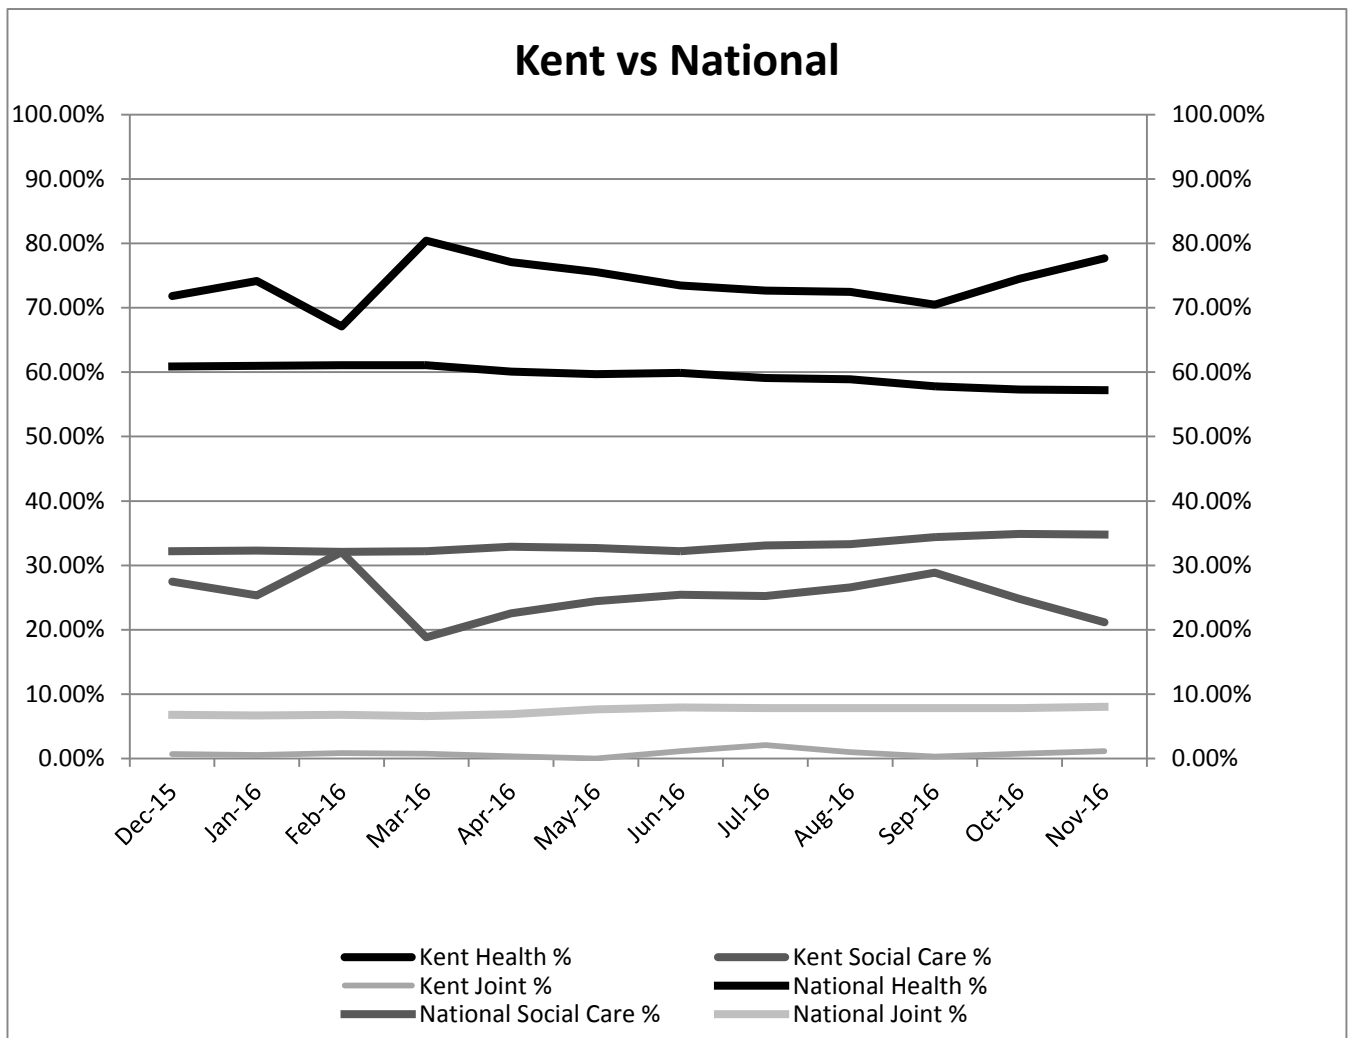 Kent vs National
100.00% 100.00%
90.00% 90.00%
80.00% 80.00%
70.00% 70.00%
60.00% 60.00%
50.00% 50.00%
40.00% 40.00%
30.00% 30.00%
20.00% 20.00%
10.00% 10.00%
0.00% 0.00%
Dec-15 Jan-16 Feb-16 Mar-16 Apr-16 May-16 Jun-16 Jul-16 Aug-16 Sep-16 Oct-16 Nov-16
Kent Health % Kent Social Care %
Kent Joint % National Health %
National Social Care % National Joint %